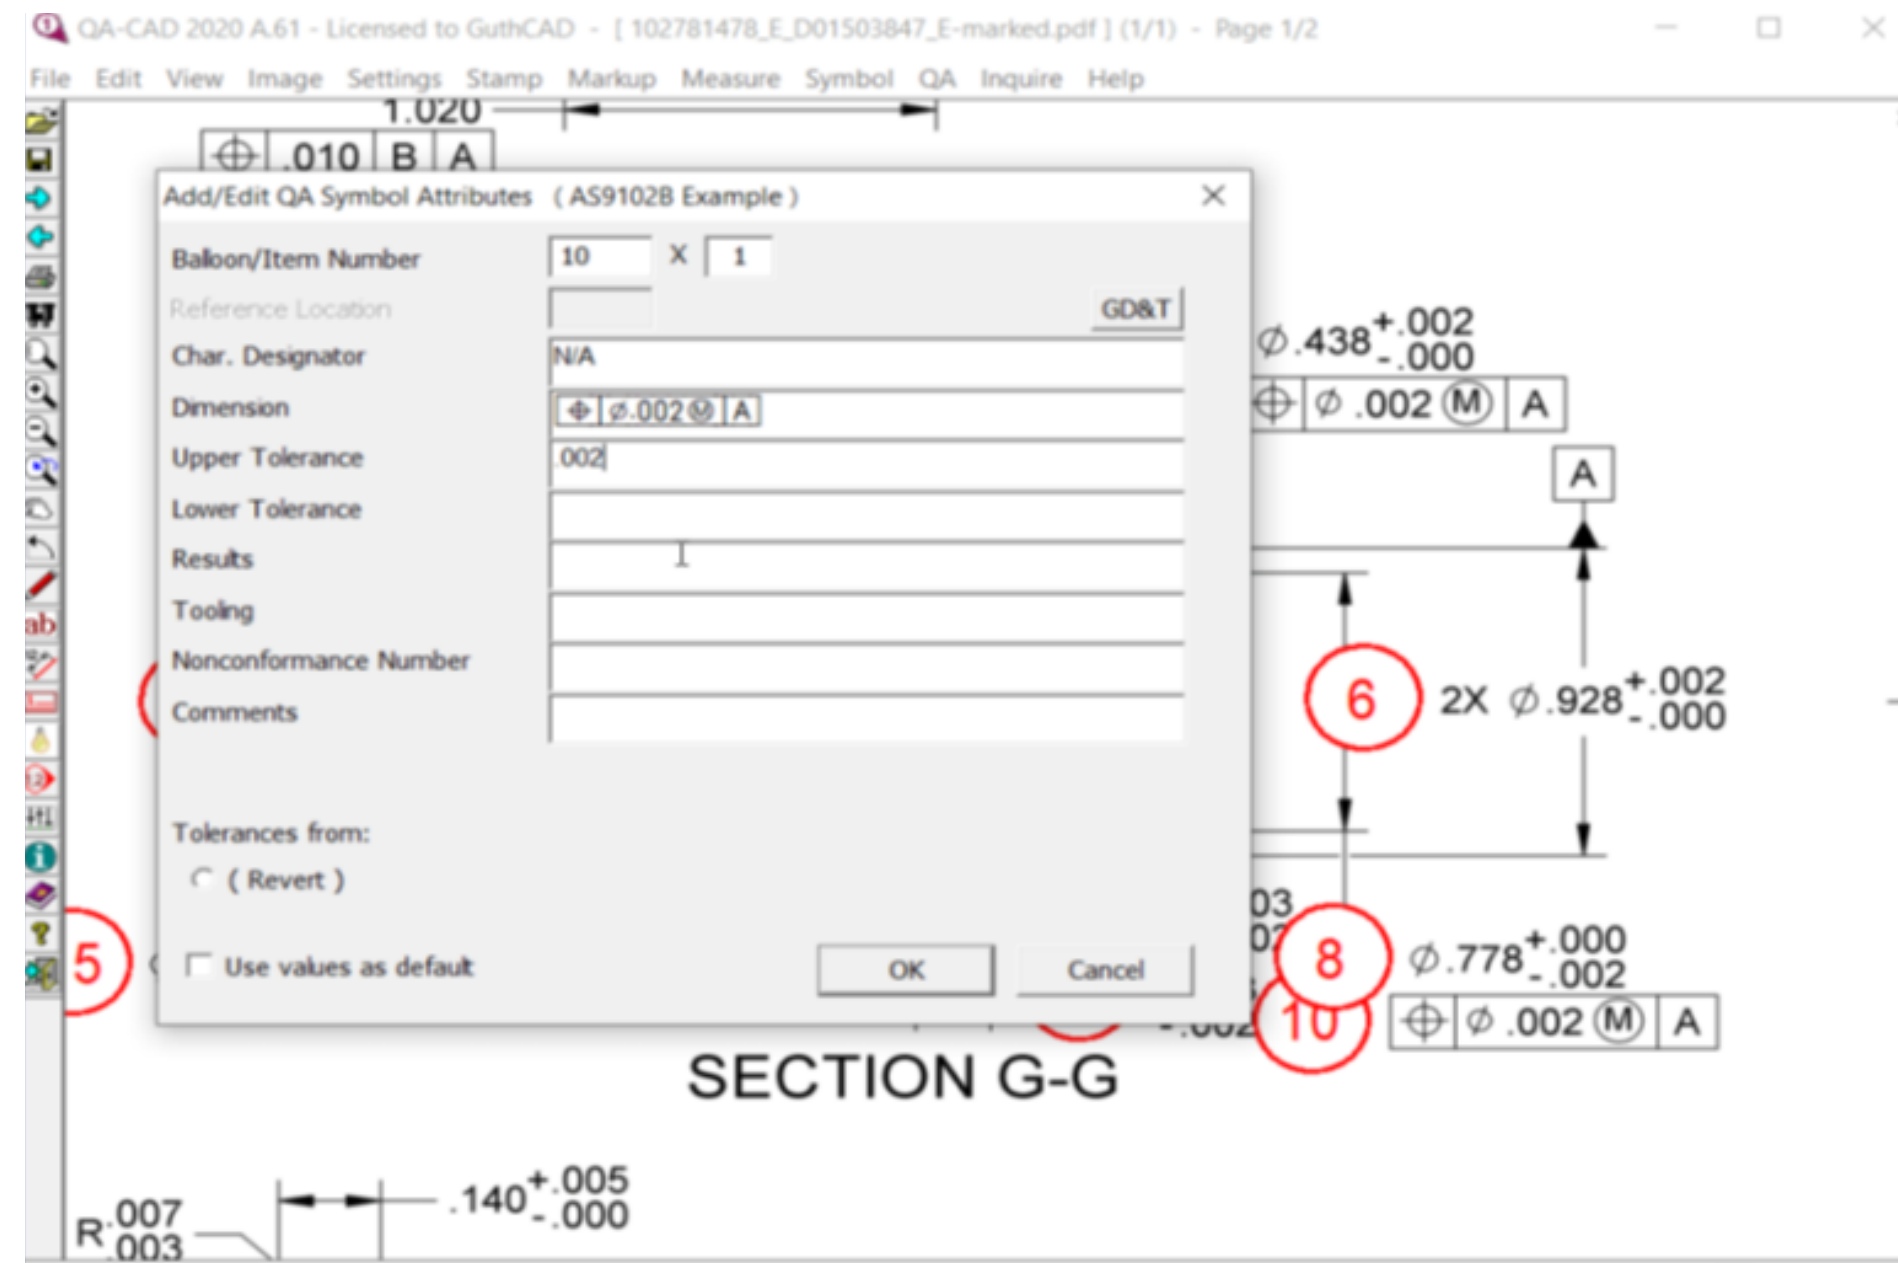 QA-CAD 2020 A.61 - Licensed to GuthCAD - [ 102781478_E_D01503847_E-marked.pdf ] (1/1) - Page 1/2
File Edit View Image Settings Stamp Markup Measure Symbol QA Inquire Help
1.020
⌖ .010 B A
Add/Edit QA Symbol Attributes ( AS9102B Example )
Balloon/Item Number 10 X 1
Reference Location GD&T
Char. Designator N/A
Dimension ⌖ ⌀.002Ⓜ A
Upper Tolerance .002
Lower Tolerance
Results
Tooling
Nonconformance Number
Comments
Tolerances from:
( Revert )
Use values as default
OK Cancel
ab
⌀.438 +.002
-.000
⌖ ⌀ .002 Ⓜ A
A
6
2X ⌀.928 +.002
-.000
5
8
⌀.778 +.000
-.002
10
⌖ ⌀ .002 Ⓜ A
-.002
SECTION G-G
.140 +.005
-.000
R .007
.003